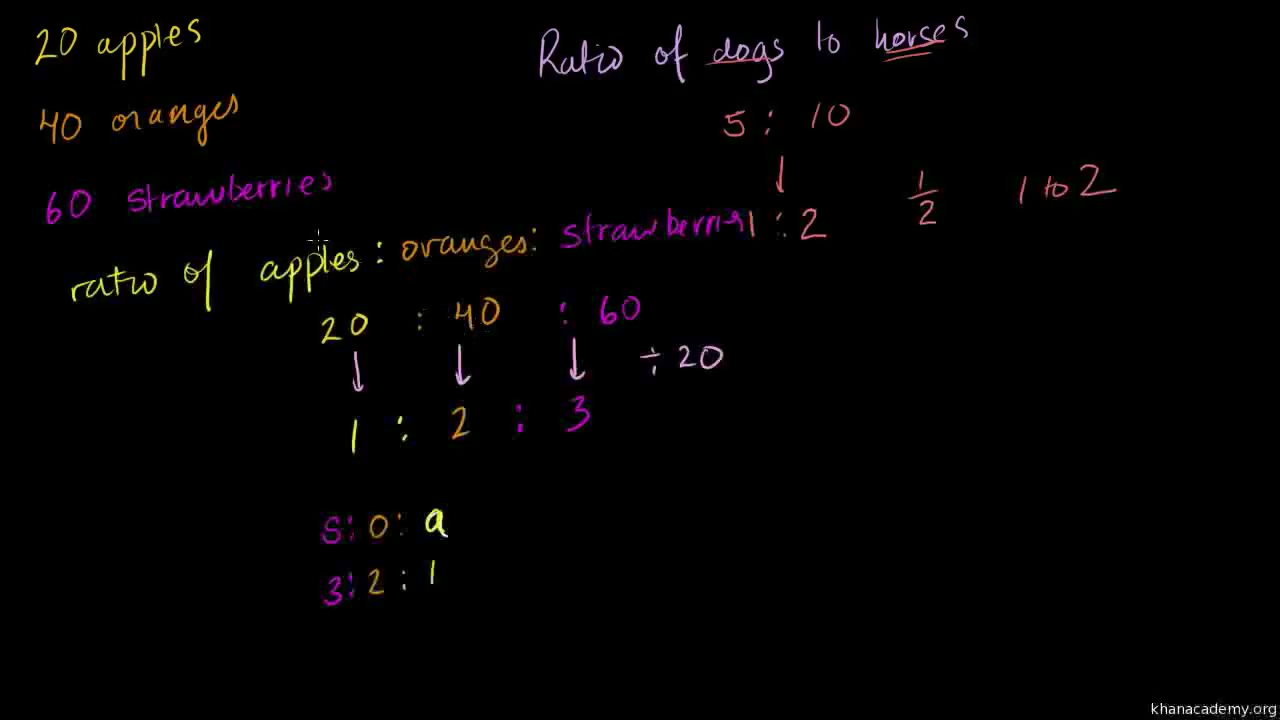 20 apples
40 oranges
60 strawberries
ratio of apples : oranges : strawberries
20 : 40 : 60
÷ 20
1 : 2 : 3
S : O : a
3 : 2 : 1
Ratio of dogs to horses
5 : 10
1 : 2
1/2
1 to 2
khanacademy.org